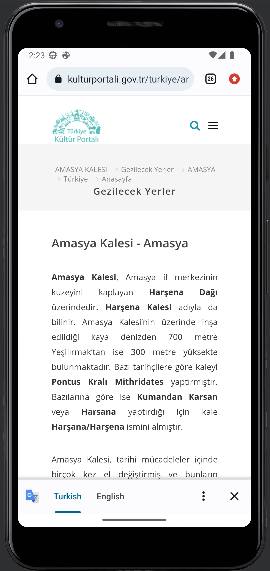 2:23
kulturportali.gov.tr/turkiye/ar
26
Türkiye
Kültür Portalı
AMASYA KALESİ > Gezilecek Yerler > AMASYA
> Türkiye > Anasayfa
Gezilecek Yerler
Amasya Kalesi - Amasya
Amasya Kalesi, Amasya il merkezinin
kuzeyini kaplayan Harşena Dağı
üzerindedir. Harşena Kalesi adıyla da
bilinir. Amasya Kalesi'nin üzerinde inşa
edildiği kaya denizden 700 metre
Yeşilırmak'tan ise 300 metre yüksekte
bulunmaktadır. Bazı tarihçilere göre kaleyi
Pontus Kralı Mithridates yaptırmıştır.
Bazılarına göre ise Kumandan Karsan
veya Harsana yaptırdığı için kale
Harşana/Harşena ismini almıştır.
Amasya Kalesi, tarihi mücadeleler içinde
birçok kez el değiştirmiş ve bunların
Turkish English